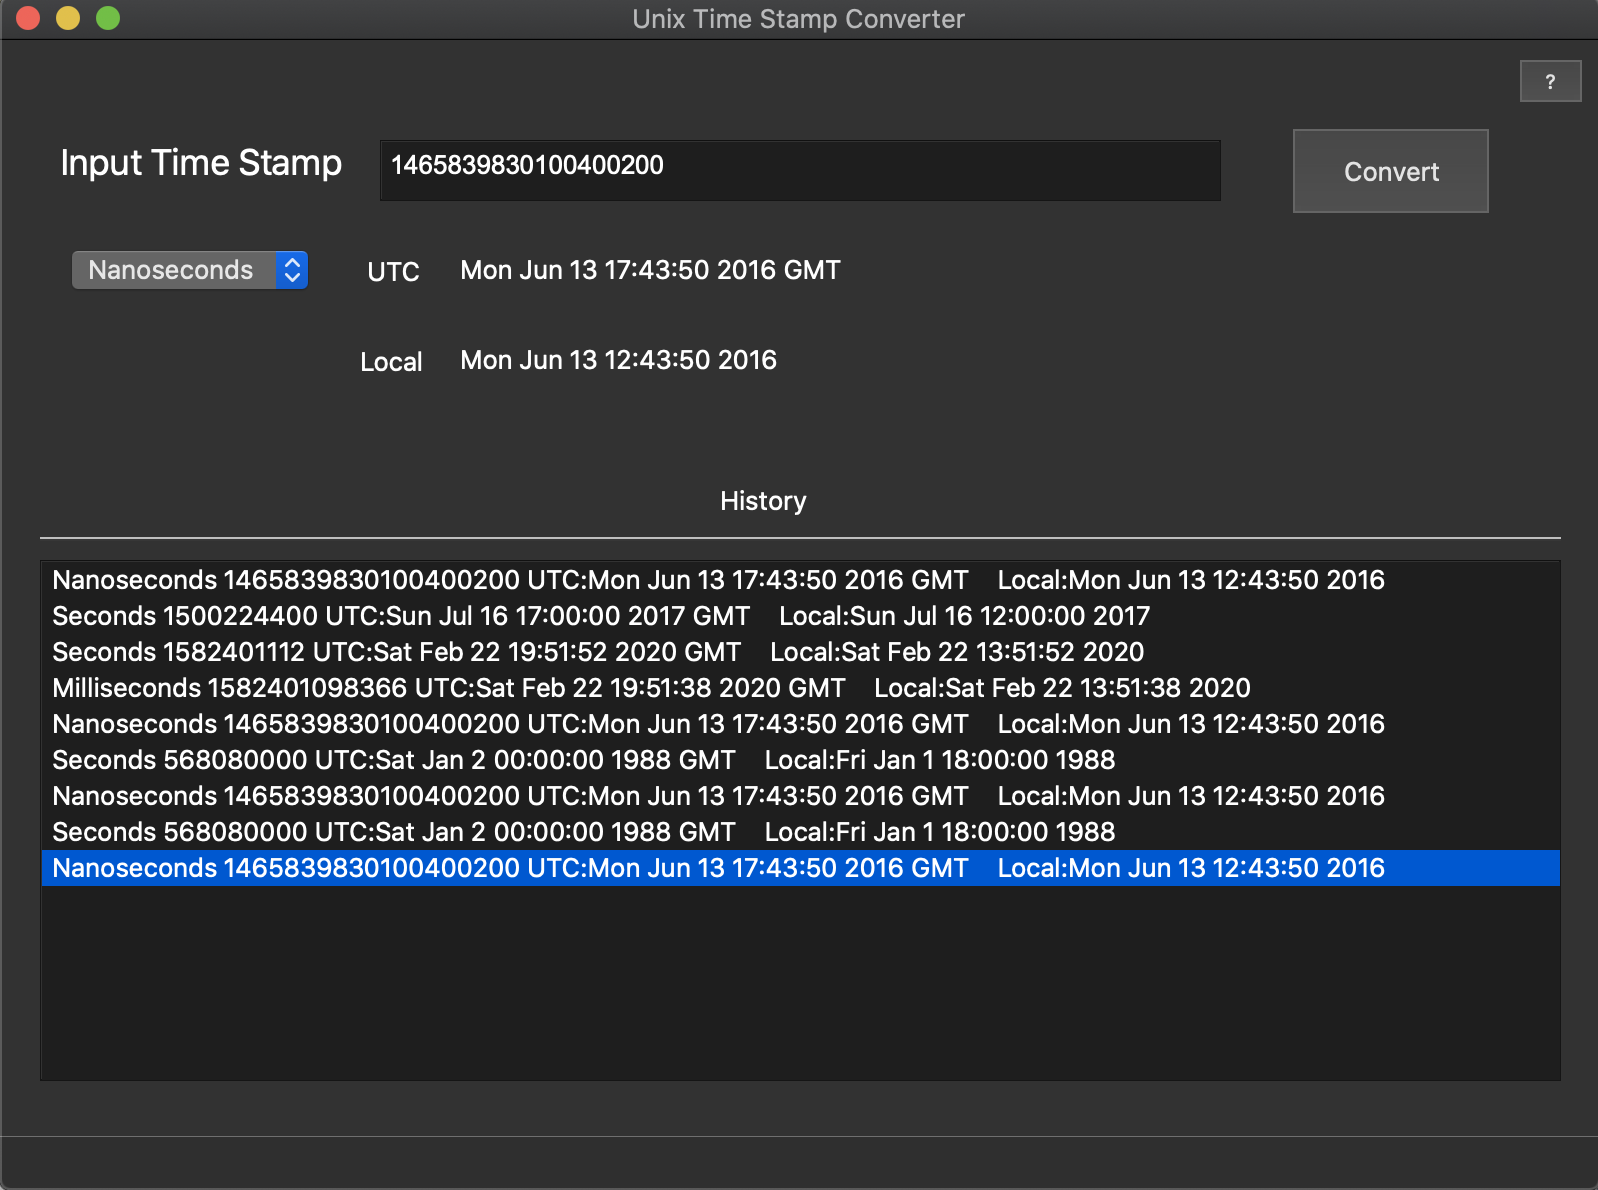 Unix Time Stamp Converter
?
Input Time Stamp 1465839830100400200 Convert
Nanoseconds UTC Mon Jun 13 17:43:50 2016 GMT
Local Mon Jun 13 12:43:50 2016
History
Nanoseconds 1465839830100400200 UTC:Mon Jun 13 17:43:50 2016 GMT Local:Mon Jun 13 12:43:50 2016
Seconds 1500224400 UTC:Sun Jul 16 17:00:00 2017 GMT Local:Sun Jul 16 12:00:00 2017
Seconds 1582401112 UTC:Sat Feb 22 19:51:52 2020 GMT Local:Sat Feb 22 13:51:52 2020
Milliseconds 1582401098366 UTC:Sat Feb 22 19:51:38 2020 GMT Local:Sat Feb 22 13:51:38 2020
Nanoseconds 1465839830100400200 UTC:Mon Jun 13 17:43:50 2016 GMT Local:Mon Jun 13 12:43:50 2016
Seconds 568080000 UTC:Sat Jan 2 00:00:00 1988 GMT Local:Fri Jan 1 18:00:00 1988
Nanoseconds 1465839830100400200 UTC:Mon Jun 13 17:43:50 2016 GMT Local:Mon Jun 13 12:43:50 2016
Seconds 568080000 UTC:Sat Jan 2 00:00:00 1988 GMT Local:Fri Jan 1 18:00:00 1988
Nanoseconds 1465839830100400200 UTC:Mon Jun 13 17:43:50 2016 GMT Local:Mon Jun 13 12:43:50 2016